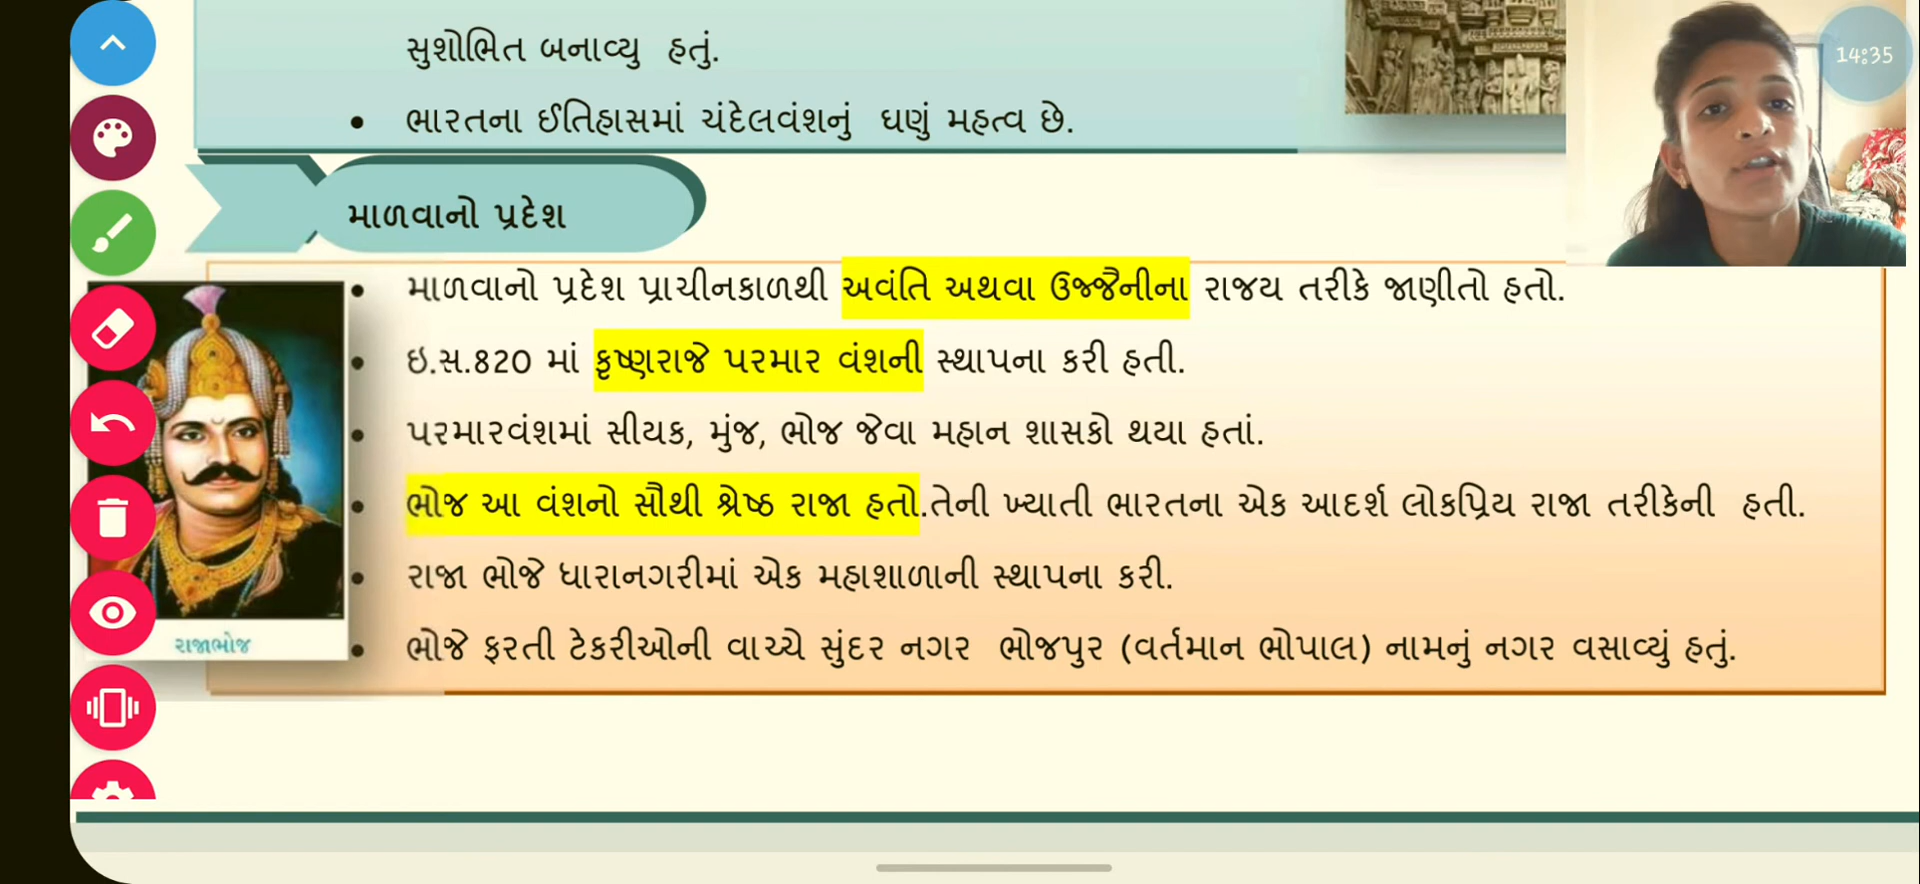 સુશોભિત બનાવ્યુ હતું.
• ભારતના ઈતિહાસમાં ચંદેલવંશનું ઘણું મહત્વ છે.
14:35
માળવાનો પ્રદેશ
• માળવાનો પ્રદેશ પ્રાચીનકાળથી અવંતિ અથવા ઉજ્જૈનીના રાજય તરીકે જાણીતો હતો.
• ઇ.સ.820 માં કૃષ્ણરાજે પરમાર વંશની સ્થાપના કરી હતી.
• પરમારવંશમાં સીયક, મુંજ, ભોજ જેવા મહાન શાસકો થયા હતાં.
• ભોજ આ વંશનો સૌથી શ્રેષ્ઠ રાજા હતો.તેની ખ્યાતી ભારતના એક આદર્શ લોકપ્રિય રાજા તરીકેની હતી.
• રાજા ભોજે ધારાનગરીમાં એક મહાશાળાની સ્થાપના કરી.
• ભોજે ફરતી ટેકરીઓની વાચ્ચે સુંદર નગર ભોજપુર (વર્તમાન ભોપાલ) નામનું નગર વસાવ્યું હતું.
રાજાભોજ